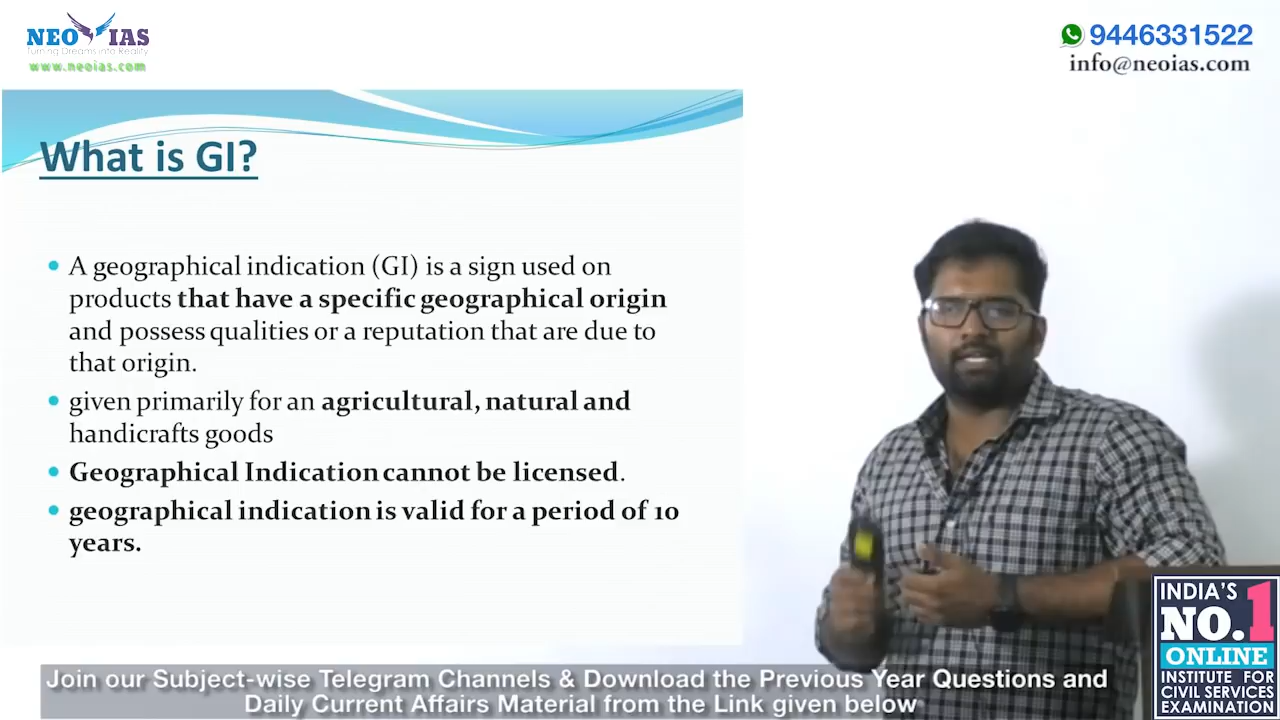 NEO IAS
Turning Dreams into Reality
www.neoias.com
9446331522
info@neoias.com
What is GI?
A geographical indication (GI) is a sign used on
products that have a specific geographical origin
and possess qualities or a reputation that are due to
that origin.
given primarily for an agricultural, natural and
handicrafts goods
Geographical Indication cannot be licensed.
geographical indication is valid for a period of 10
years.
INDIA'S
NO.1
ONLINE
INSTITUTE FOR
CIVIL SERVICES
EXAMINATION
Join our Subject-wise Telegram Channels & Download the Previous Year Questions and
Daily Current Affairs Material from the Link given below